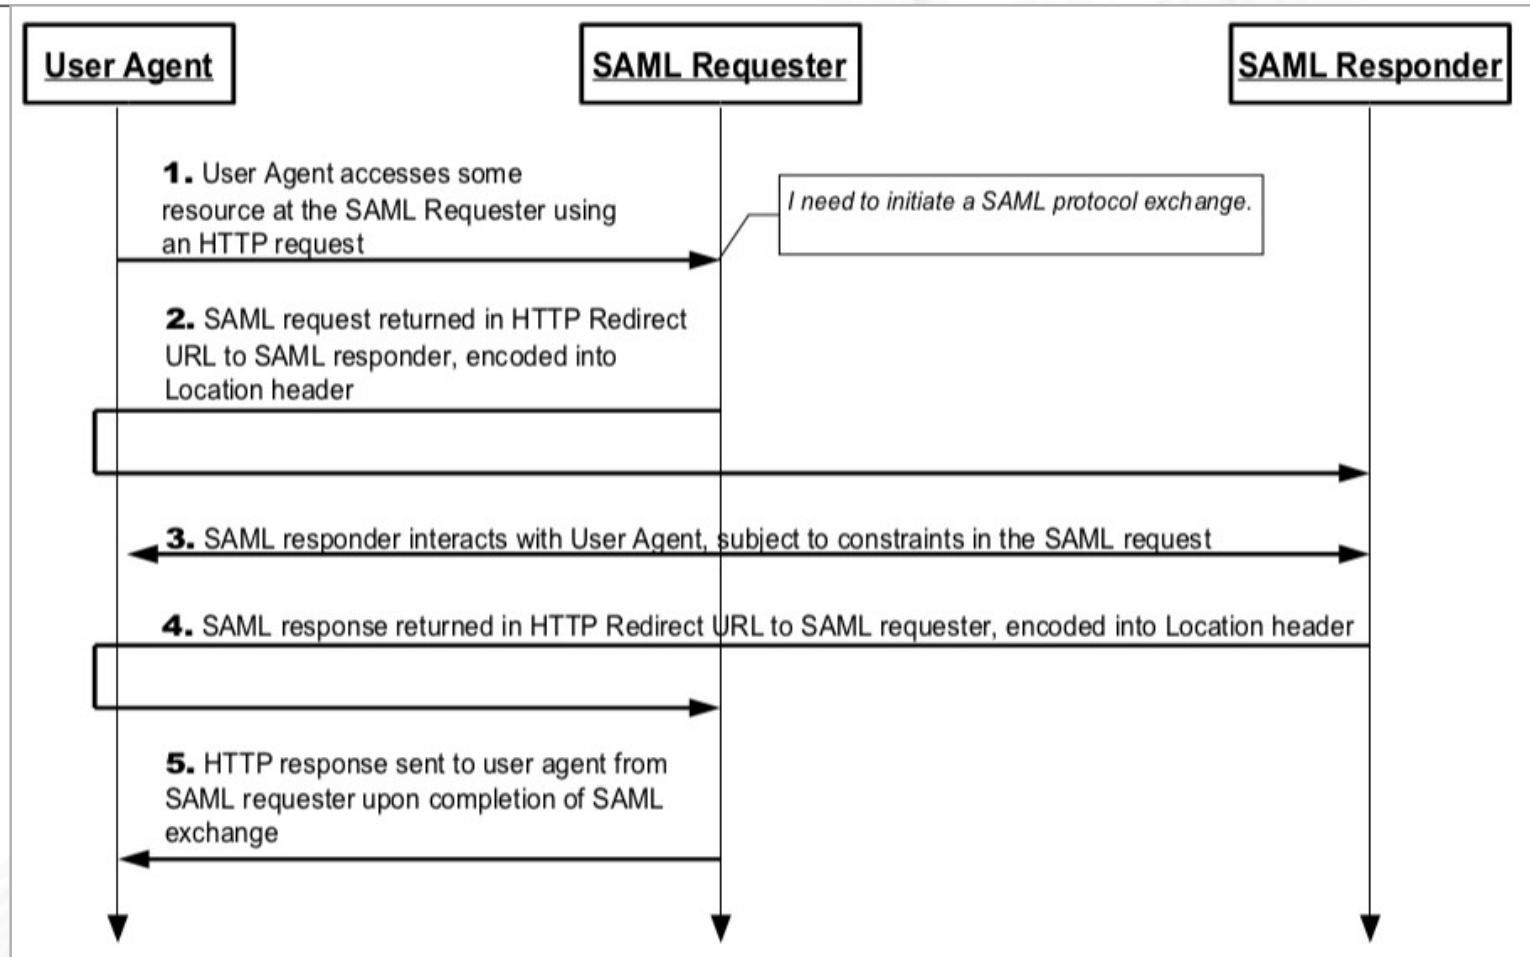 User Agent
SAML Requester
SAML Responder
1. User Agent accesses some
resource at the SAML Requester using
an HTTP request
I need to initiate a SAML protocol exchange.
2. SAML request returned in HTTP Redirect
URL to SAML responder, encoded into
Location header
3. SAML responder interacts with User Agent, subject to constraints in the SAML request
4. SAML response returned in HTTP Redirect URL to SAML requester, encoded into Location header
5. HTTP response sent to user agent from
SAML requester upon completion of SAML
exchange